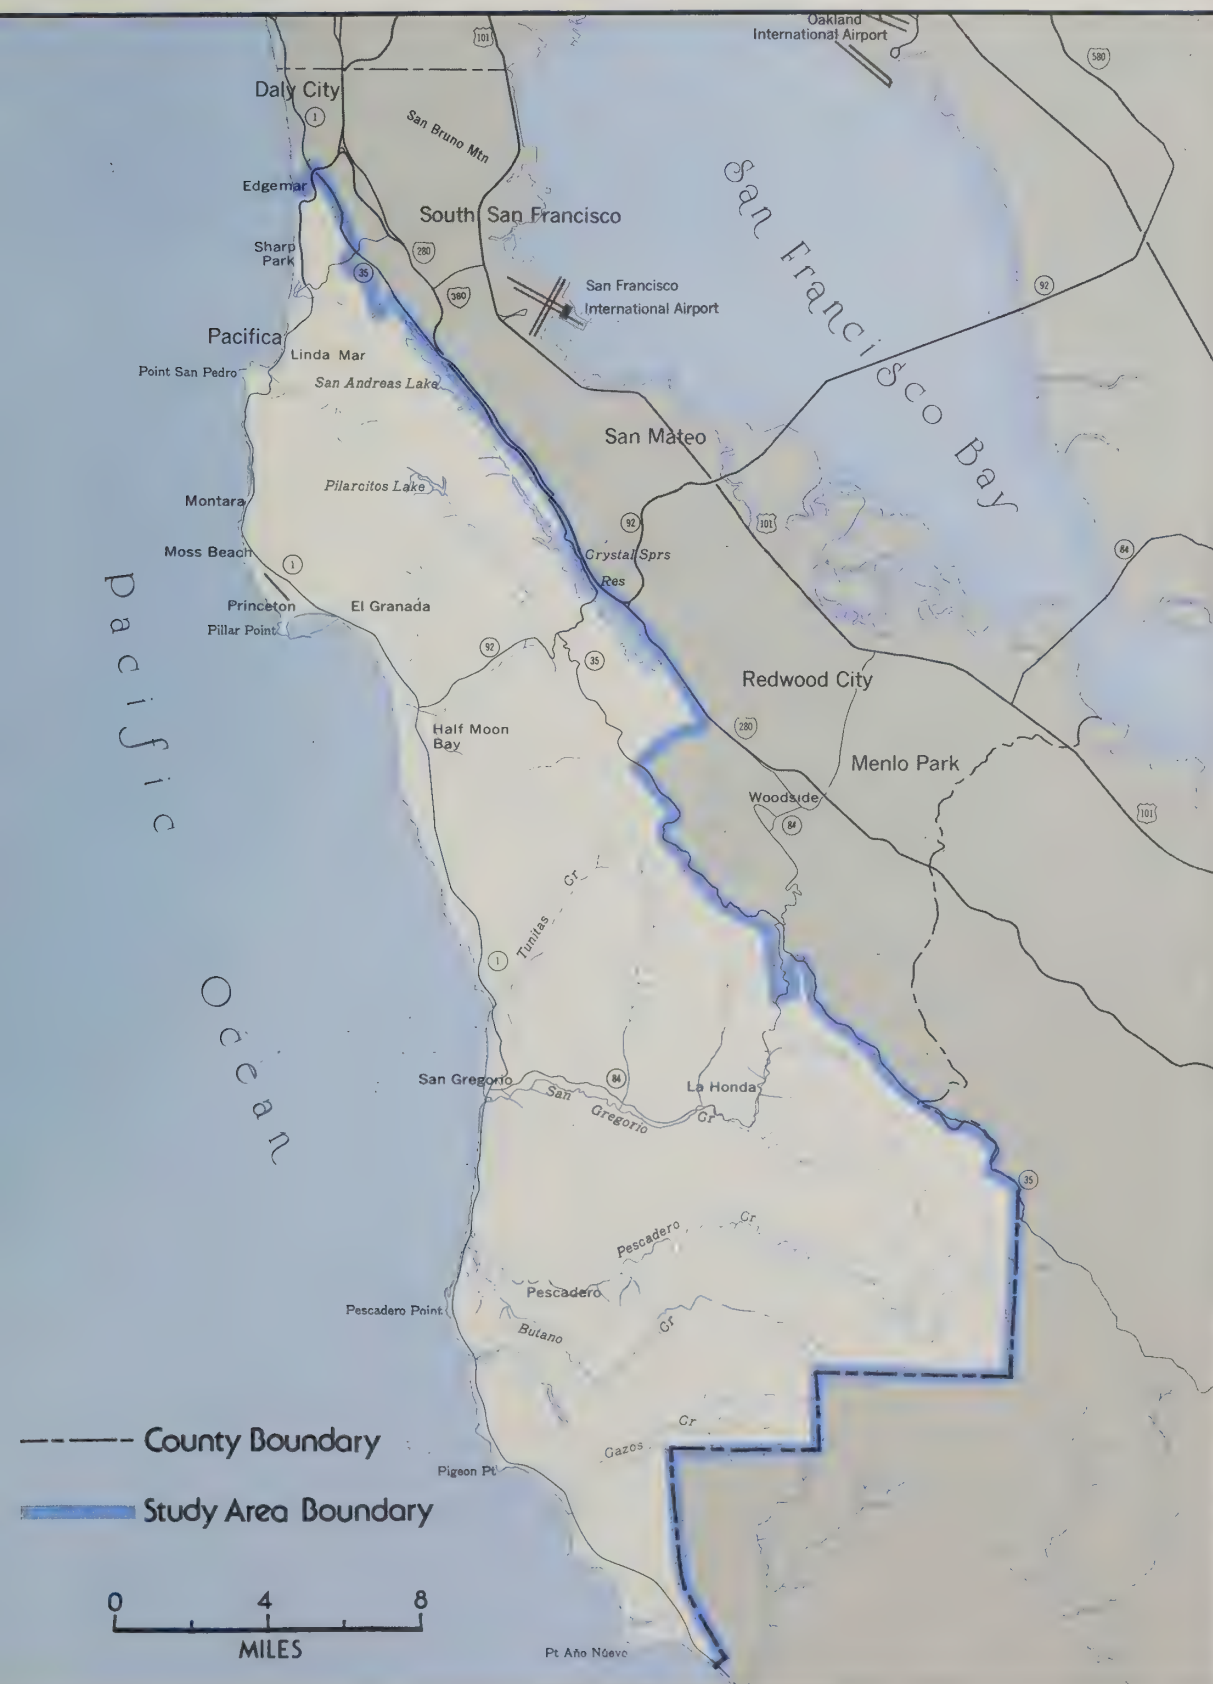 Oakland
International Airport
101
580
Daly City
1
San Bruno Mtn
Edgemar
South San Francisco
Sharp
Park
280
35
380
San Francisco
International Airport
92
San Francisco Bay
Pacifica
Linda Mar
Point San Pedro
San Andreas Lake
San Mateo
Pilarcitos Lake
Montara
92
101
Moss Beach
1
Crystal Sprs
Res
84
Pacific
Ocean
Princeton
El Granada
Pillar Point
92
35
Redwood City
Half Moon
Bay
280
Menlo Park
Woodside
84
101
Tunitas Cr
1
San Gregorio
84
La Honda
San Gregorio Cr
35
Pescadero Cr
Pescadero
Pescadero Point
Butano Cr
County Boundary
Gazos Cr
Pigeon Pt
Study Area Boundary
0 4 8
MILES
Pt Año Nuevo